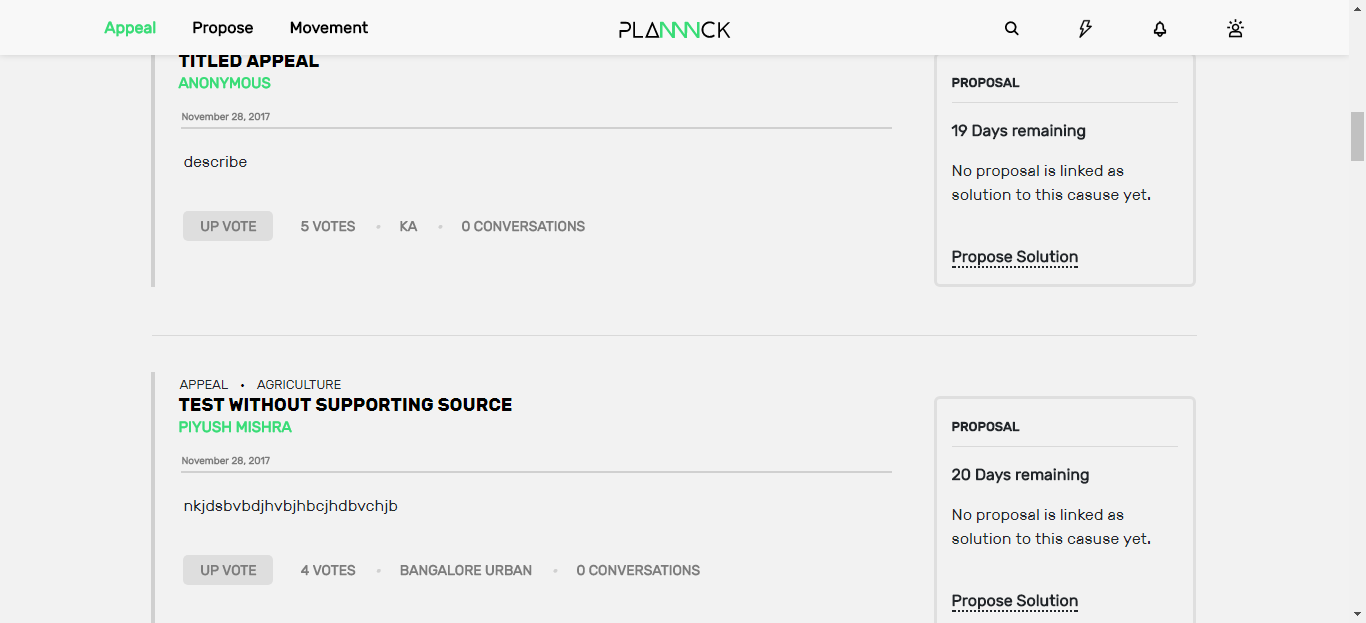 Appeal Propose Movement PLANNNCK
TITLED APPEAL
ANONYMOUS
November 28, 2017
describe
UP VOTE 5 VOTES • KA • 0 CONVERSATIONS
PROPOSAL
19 Days remaining
No proposal is linked as
solution to this casuse yet.
Propose Solution
APPEAL • AGRICULTURE
TEST WITHOUT SUPPORTING SOURCE
PIYUSH MISHRA
November 28, 2017
nkjdsbvbdjhvbjhbcjhdbvchjb
UP VOTE 4 VOTES • BANGALORE URBAN • 0 CONVERSATIONS
PROPOSAL
20 Days remaining
No proposal is linked as
solution to this casuse yet.
Propose Solution